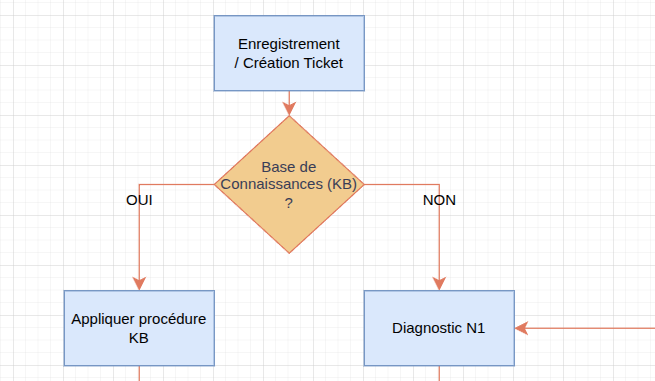 Enregistrement
/ Création Ticket
Base de
Connaissances (KB)
?
OUI
NON
Appliquer procédure
KB
Diagnostic N1